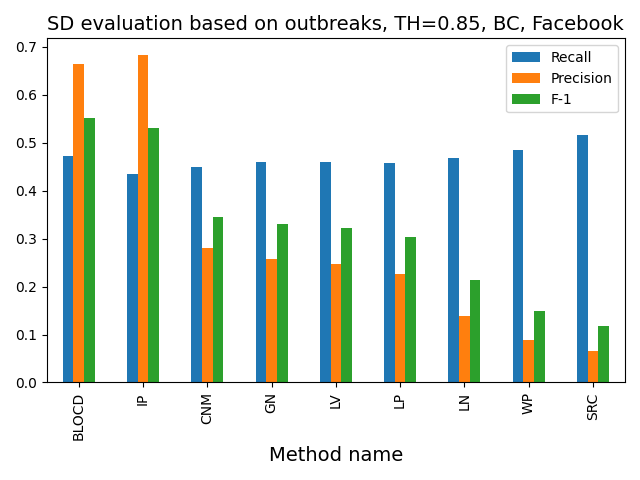 SD evaluation based on outbreaks, TH=0.85, BC, Facebook
Recall
Precision
F-1
0.7
0.6
0.5
0.4
0.3
0.2
0.1
0.0
BLOCD
IP
CNM
GN
LV
LP
LN
WP
SRC
Method name